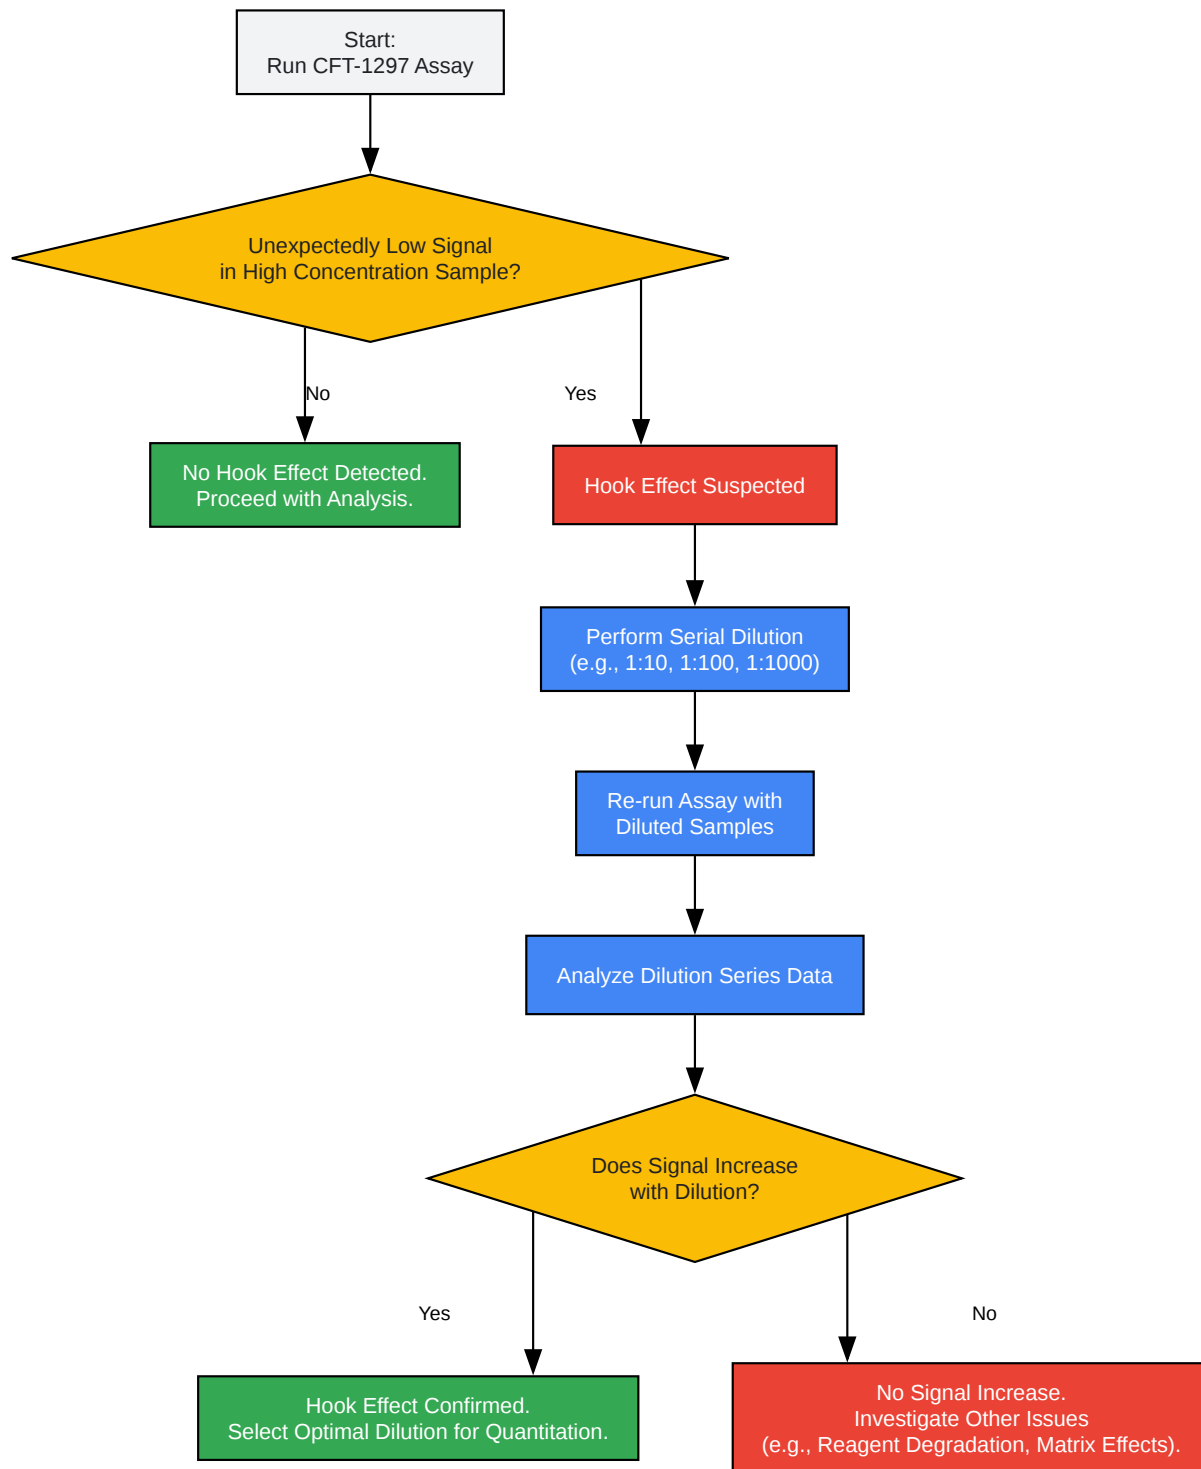 Start:
Run CFT-1297 Assay
Unexpectedly Low Signal
in High Concentration Sample?
No
Yes
No Hook Effect Detected.
Proceed with Analysis.
Hook Effect Suspected
Perform Serial Dilution
(e.g., 1:10, 1:100, 1:1000)
Re-run Assay with
Diluted Samples
Analyze Dilution Series Data
Does Signal Increase
with Dilution?
Yes
No
Hook Effect Confirmed.
Select Optimal Dilution for Quantitation.
No Signal Increase.
Investigate Other Issues
(e.g., Reagent Degradation, Matrix Effects).